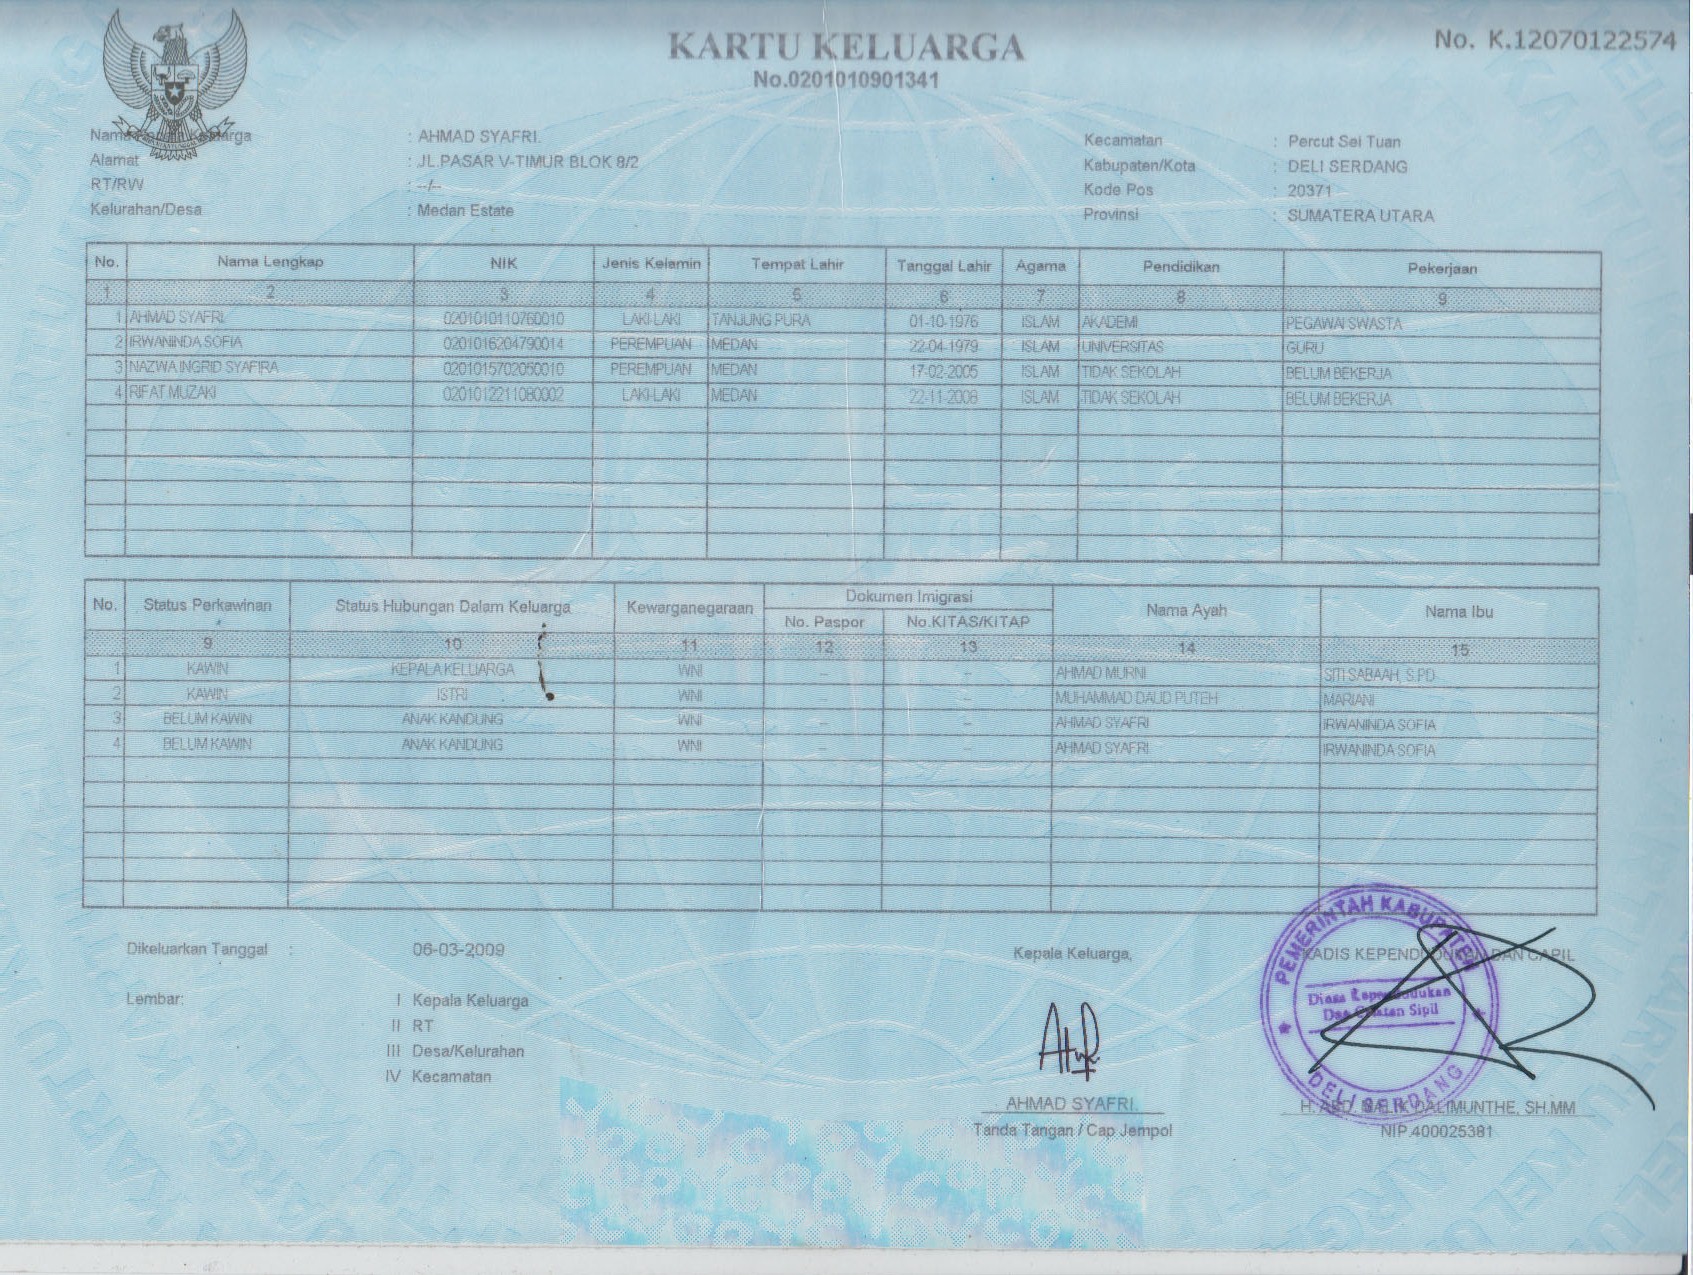 No. K.12070122574
KARTU KELUARGA
No.0201010901341
Nama Kepala Keluarga : AHMAD SYAFRI.
Alamat : JL.PASAR V-TIMUR BLOK 8/2
RT/RW : --/--
Kelurahan/Desa : Medan Estate
Kecamatan : Percut Sei Tuan
Kabupaten/Kota : DELI SERDANG
Kode Pos : 20371
Provinsi : SUMATERA UTARA
No. Nama Lengkap NIK Jenis Kelamin Tempat Lahir Tanggal Lahir Agama Pendidikan Pekerjaan
1 2 3 4 5 6 7 8 9
1 AHMAD SYAFRI. 0201010110760010 LAKI-LAKI TANJUNG PURA 01-10-1976 ISLAM AKADEMI PEGAWAI SWASTA
2 IRWANINDA SOFIA 0201016204790014 PEREMPUAN MEDAN 22-04-1979 ISLAM UNIVERSITAS GURU
3 NAZWA INGRID SYAFIRA 0201015702050010 PEREMPUAN MEDAN 17-02-2005 ISLAM TIDAK SEKOLAH BELUM BEKERJA
4 RIFAT MUZAKI 0201012211080002 LAKI-LAKI MEDAN 22-11-2008 ISLAM TIDAK SEKOLAH BELUM BEKERJA
No. Status Perkawinan Status Hubungan Dalam Keluarga Kewarganegaraan Dokumen Imigrasi Nama Ayah Nama Ibu
No. Paspor No.KITAS/KITAP
9 10 11 12 13 14 15
1 KAWIN KEPALA KELUARGA WNI - - AHMAD MURNI SITI SABAAH, S.PD
2 KAWIN ISTRI WNI - - MUHAMMAD DAUD PUTEH MARIANI
3 BELUM KAWIN ANAK KANDUNG WNI - - AHMAD SYAFRI IRWANINDA SOFIA
4 BELUM KAWIN ANAK KANDUNG WNI - - AHMAD SYAFRI. IRWANINDA SOFIA
Dikeluarkan Tanggal : 06-03-2009
Lembar: I Kepala Keluarga
II RT
III Desa/Kelurahan
IV Kecamatan
Kepala Keluarga,
AHMAD SYAFRI.
Tanda Tangan / Cap Jempol
KADIS KEPENDUDUKAN DAN CAPIL
PEMERINTAH KABUPATEN
Dinas Kependudukan
Dan Catatan Sipil
DELI SERDANG
H. ABD. MALIK DALIMUNTHE, SH.MM
NIP.400025381